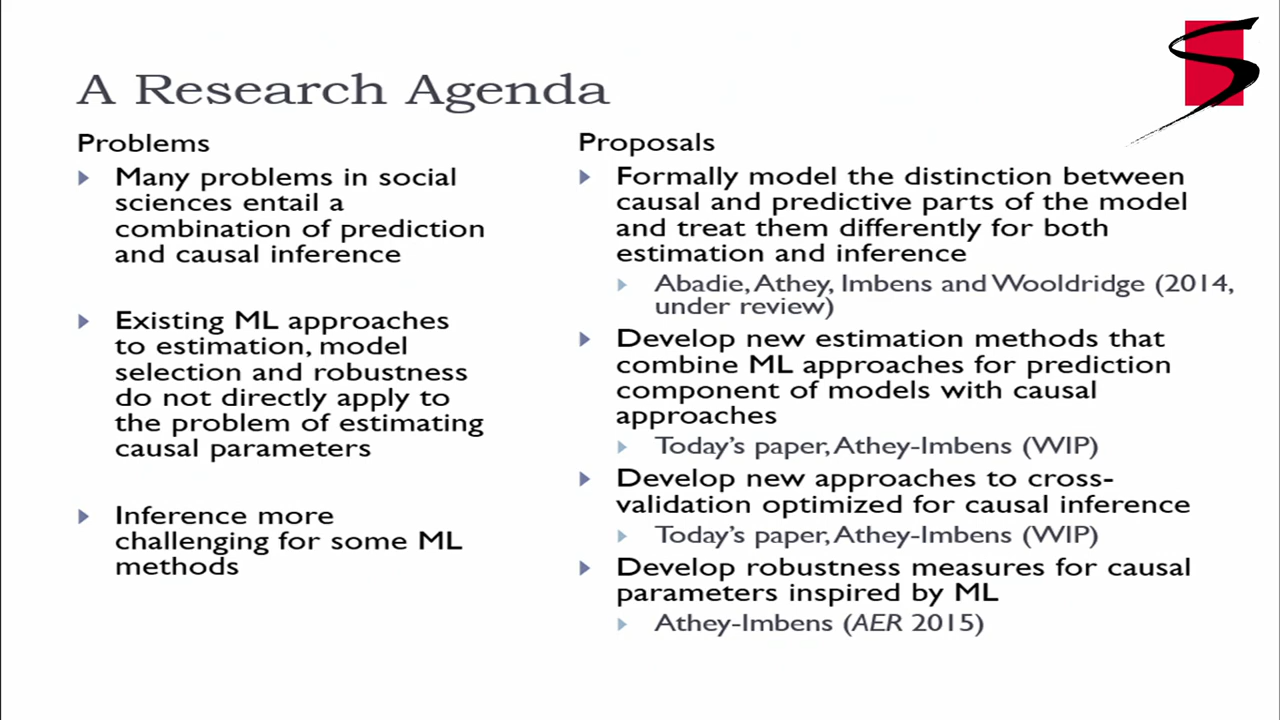 A Research Agenda
Problems
Many problems in social
sciences entail a
combination of prediction
and causal inference
Existing ML approaches
to estimation, model
selection and robustness
do not directly apply to
the problem of estimating
causal parameters
Inference more
challenging for some ML
methods
Proposals
Formally model the distinction between
causal and predictive parts of the model
and treat them differently for both
estimation and inference
Abadie, Athey, Imbens and Wooldridge (2014,
under review)
Develop new estimation methods that
combine ML approaches for prediction
component of models with causal
approaches
Today's paper, Athey-Imbens (WIP)
Develop new approaches to cross-
validation optimized for causal inference
Today's paper, Athey-Imbens (WIP)
Develop robustness measures for causal
parameters inspired by ML
Athey-Imbens (AER 2015)